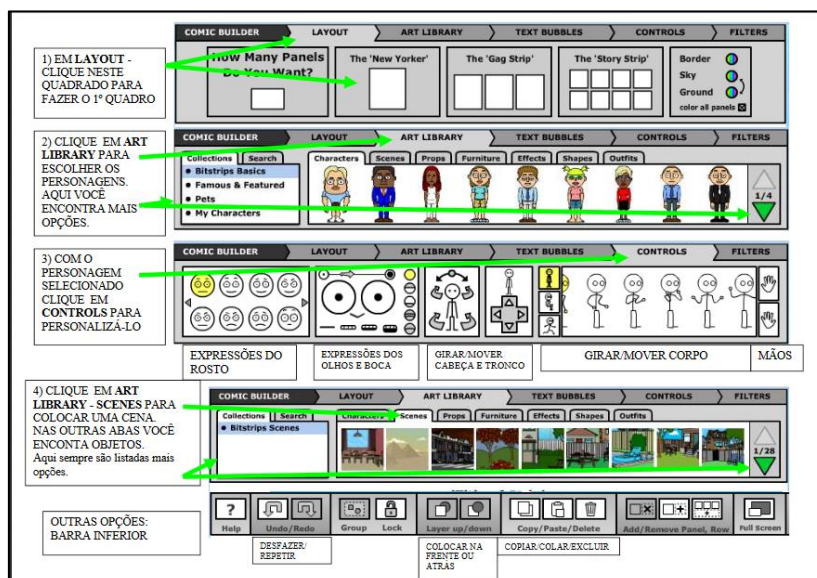 COMIC BUILDER LAYOUT ART LIBRARY TEXT BUBBLES CONTROLS FILTERS
1) EM LAYOUT -
CLIQUE NESTE
QUADRADO PARA
FAZER O 1º QUADRO
How Many Panels
Do You Want?
The 'New Yorker'
The 'Gag Strip'
The 'Story Strip'
Border
Sky
Ground
color all panels
2) CLIQUE EM ART
LIBRARY PARA
ESCOLHER OS
PERSONAGENS.
AQUI VOCÊ
ENCONTRA MAIS
OPÇÕES.
COMIC BUILDER LAYOUT ART LIBRARY TEXT BUBBLES CONTROLS FILTERS
Collections Search
Bitstrips Basics
Famous & Featured
Pets
My Characters
Characters Scenes Props Furniture Effects Shapes Outfits
1/4
3) COM O
PERSONAGEM
SELECIONADO
CLIQUE EM
CONTROLS PARA
PERSONALIZÁ-LO
COMIC BUILDER LAYOUT ART LIBRARY TEXT BUBBLES CONTROLS FILTERS
EXPRESSÕES DO
ROSTO
EXPRESSÕES DOS
OLHOS E BOCA
GIRAR/MOVER
CABEÇA E TRONCO
GIRAR/MOVER CORPO
MÃOS
4) CLIQUE EM ART
LIBRARY - SCENES PARA
COLOCAR UMA CENA.
NAS OUTRAS ABAS VOCÊ
ENCONTA OBJETOS.
Aqui sempre são listadas mais
opções.
COMIC BUILDER LAYOUT ART LIBRARY TEXT BUBBLES CONTROLS FILTERS
Collections Search
Bitstrips Scenes
Characters Scenes Props Furniture Effects Shapes Outfits
1/28
OUTRAS OPÇÕES:
BARRA INFERIOR
? Help
Undo/Redo
Group Lock
Layer up/down
Copy/Paste/Delete
Add/Remove Panel, Row
Full Screen
DESFAZER/
REPETIR
COLOCAR NA
FRENTE OU
ATRÁS
COPIAR/COLAR/EXCLUIR